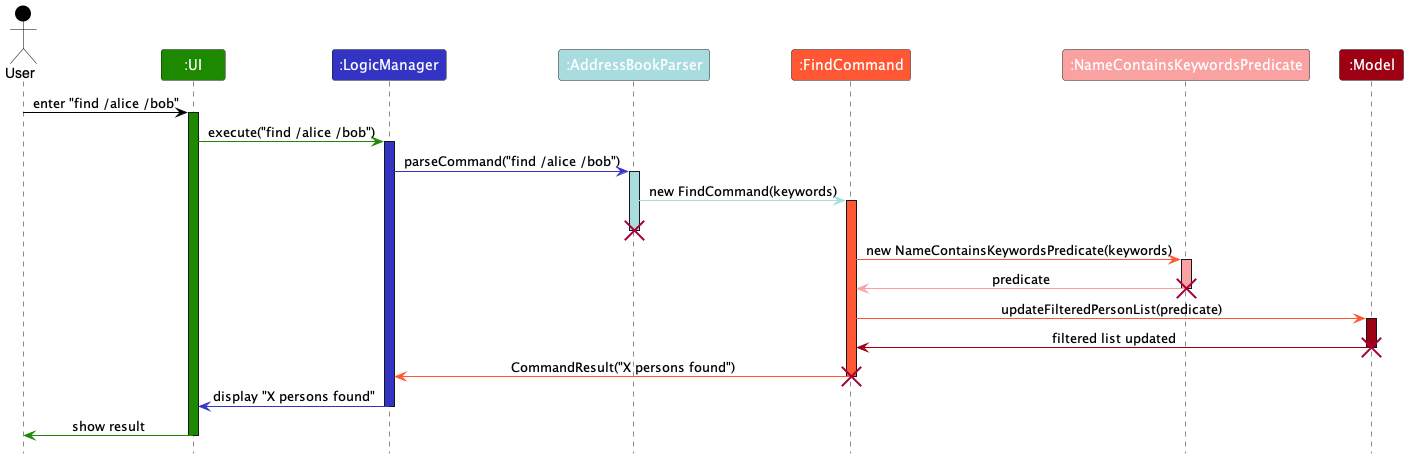 User
:UI
:LogicManager
:AddressBookParser
:FindCommand
:NameContainsKeywordsPredicate
:Model
enter "find /alice /bob"
execute("find /alice /bob")
parseCommand("find /alice /bob")
new FindCommand(keywords)
new NameContainsKeywordsPredicate(keywords)
predicate
updateFilteredPersonList(predicate)
filtered list updated
CommandResult("X persons found")
display "X persons found"
show result